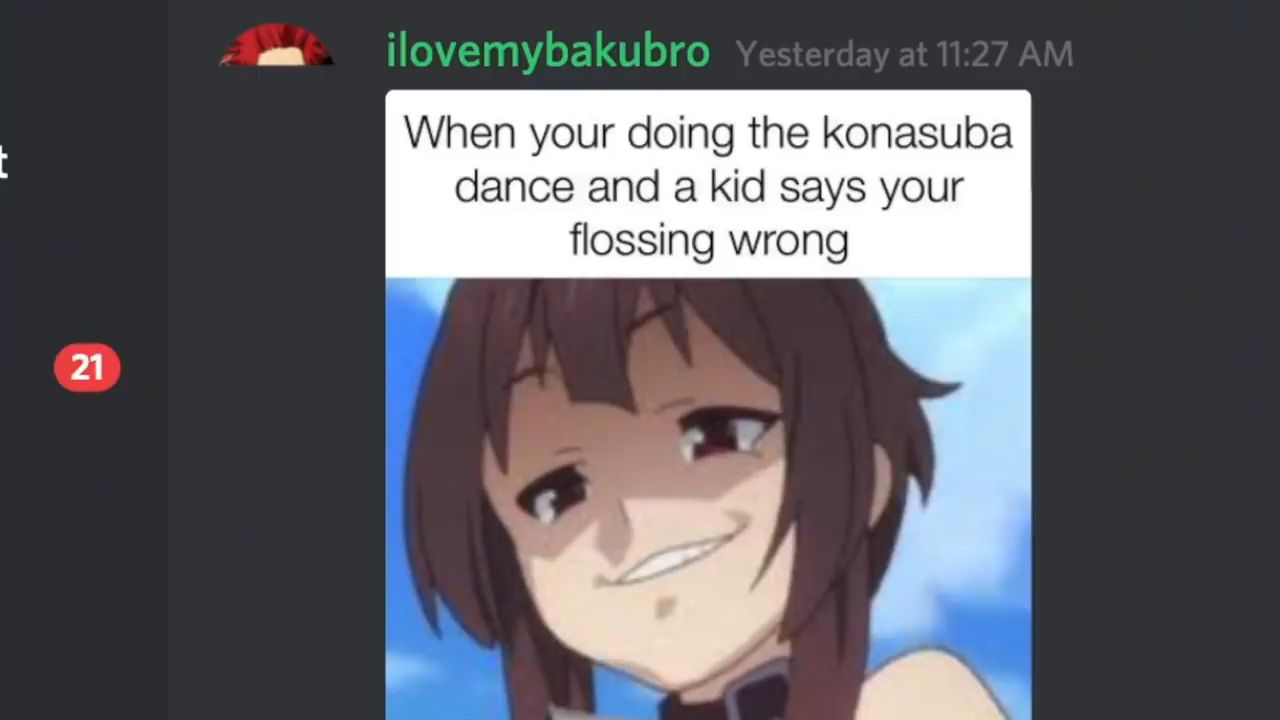 ilovemybakubro Yesterday at 11:27 AM
When your doing the konasuba
dance and a kid says your
flossing wrong
t
21